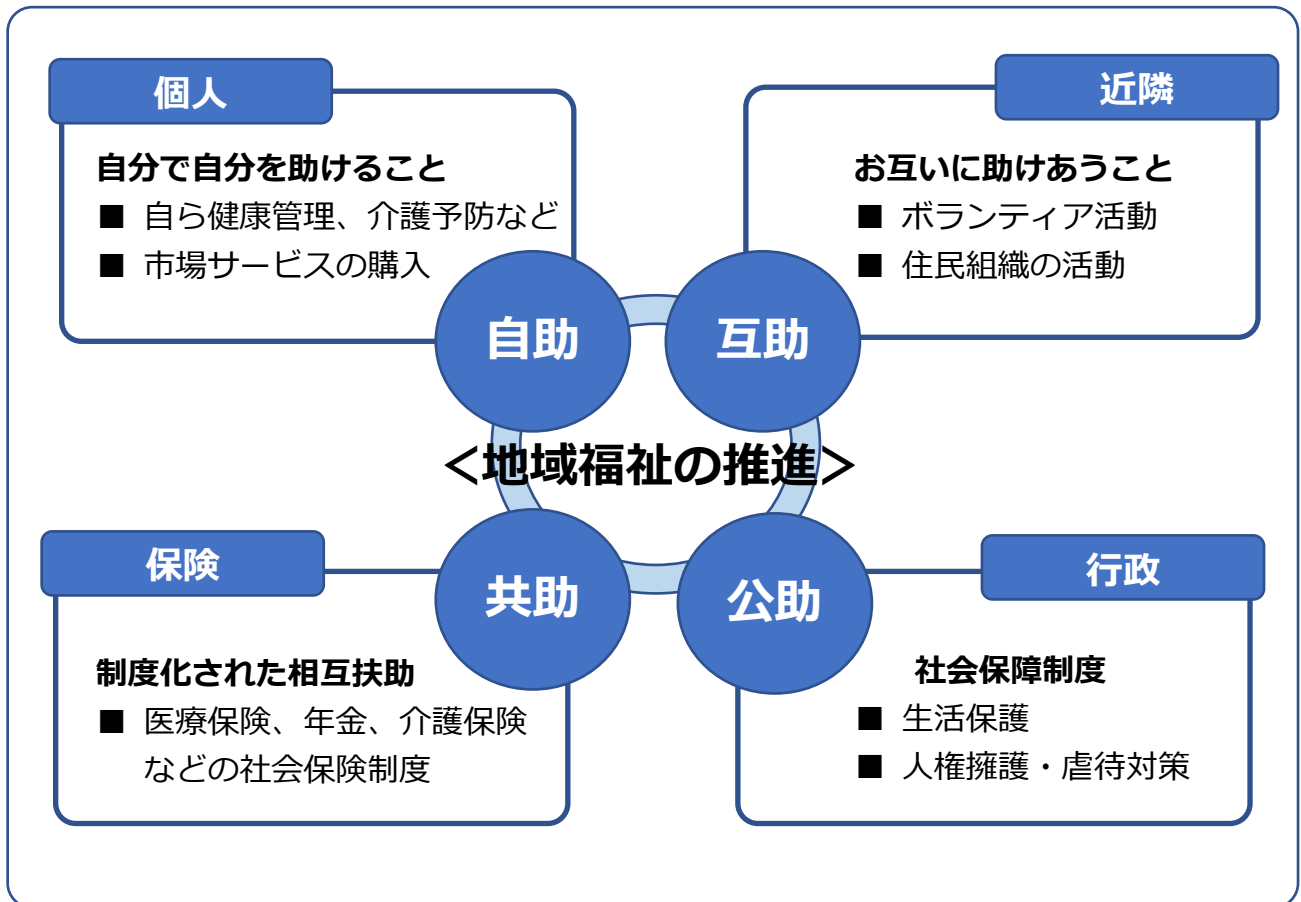 個人
自分で自分を助けること
■ 自ら健康管理、介護予防など
■ 市場サービスの購入
自助
近隣
お互いに助けあうこと
■ ボランティア活動
■ 住民組織の活動
互助
＜地域福祉の推進＞
保険
共助
制度化された相互扶助
■ 医療保険、年金、介護保険
などの社会保険制度
行政
公助
社会保障制度
■ 生活保護
■ 人権擁護・虐待対策